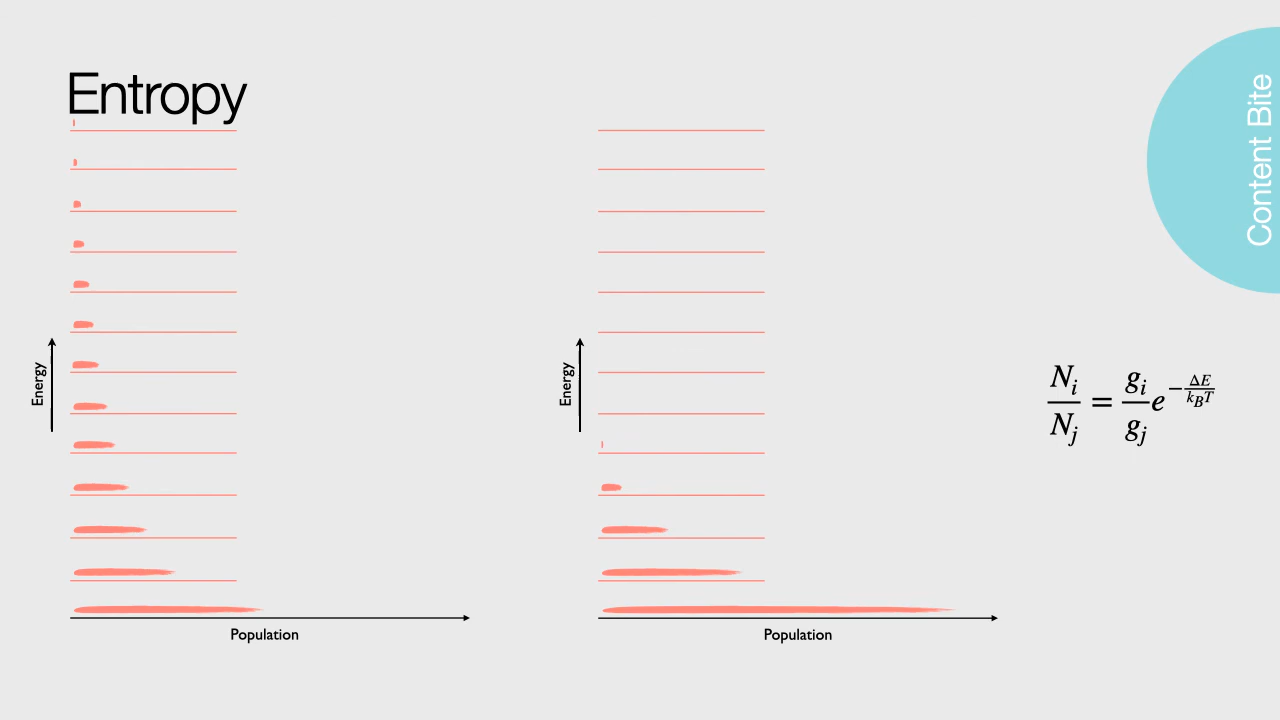 Entropy
Content Bite
Energy
Population
Energy
Population
N_i/N_j = g_i/g_j e^{-ΔE/(k_B T)}